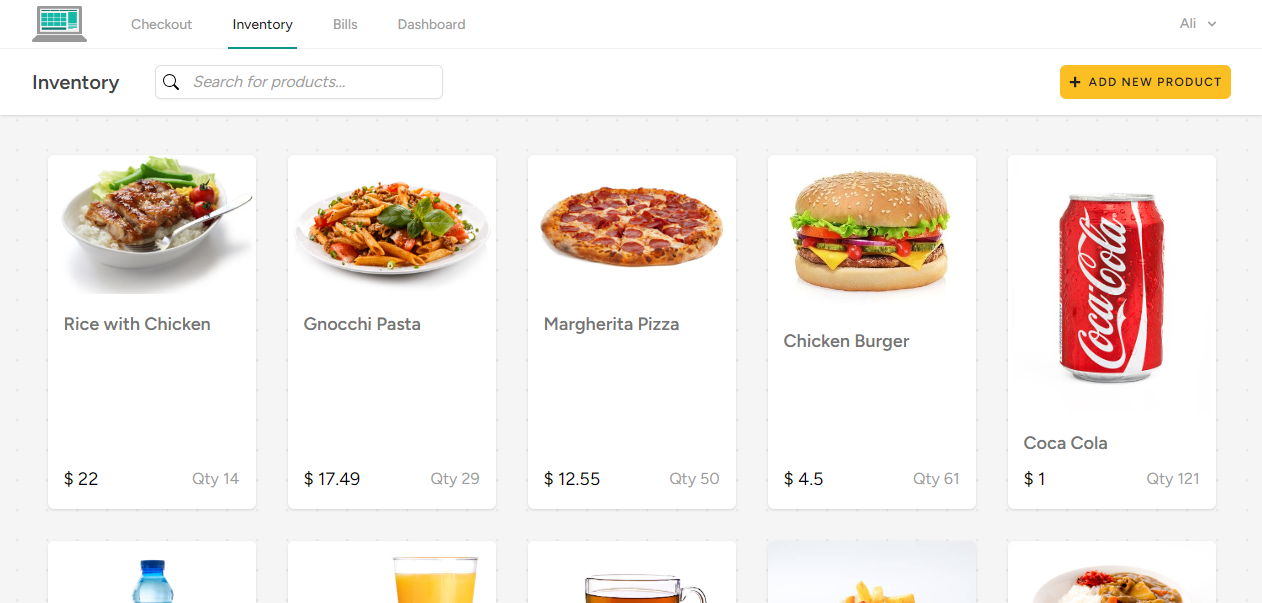 Checkout Inventory Bills Dashboard Ali
Inventory Search for products... + ADD NEW PRODUCT
Coca-Cola
Rice with Chicken Gnocchi Pasta Margherita Pizza
Chicken Burger
Coca Cola
$ 22 Qty 14 $ 17.49 Qty 29 $ 12.55 Qty 50 $ 4.5 Qty 61 $ 1 Qty 121